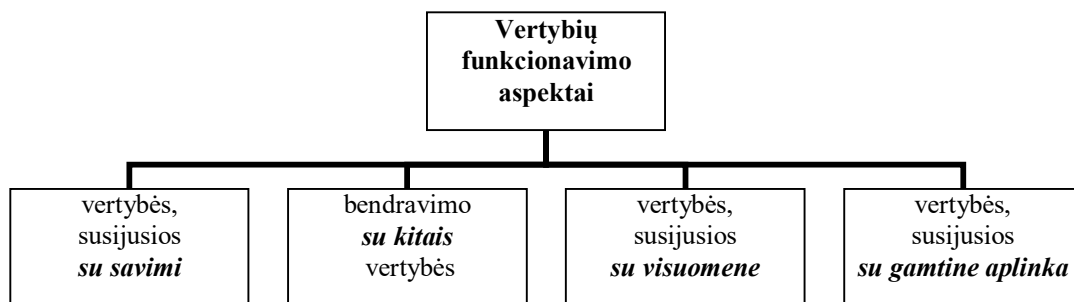 Vertybių
funkcionavimo
aspektai
vertybės,
susijusios
su savimi
bendravimo
su kitais
vertybės
vertybės,
susijusios
su visuomene
vertybės,
susijusios
su gamtine aplinka